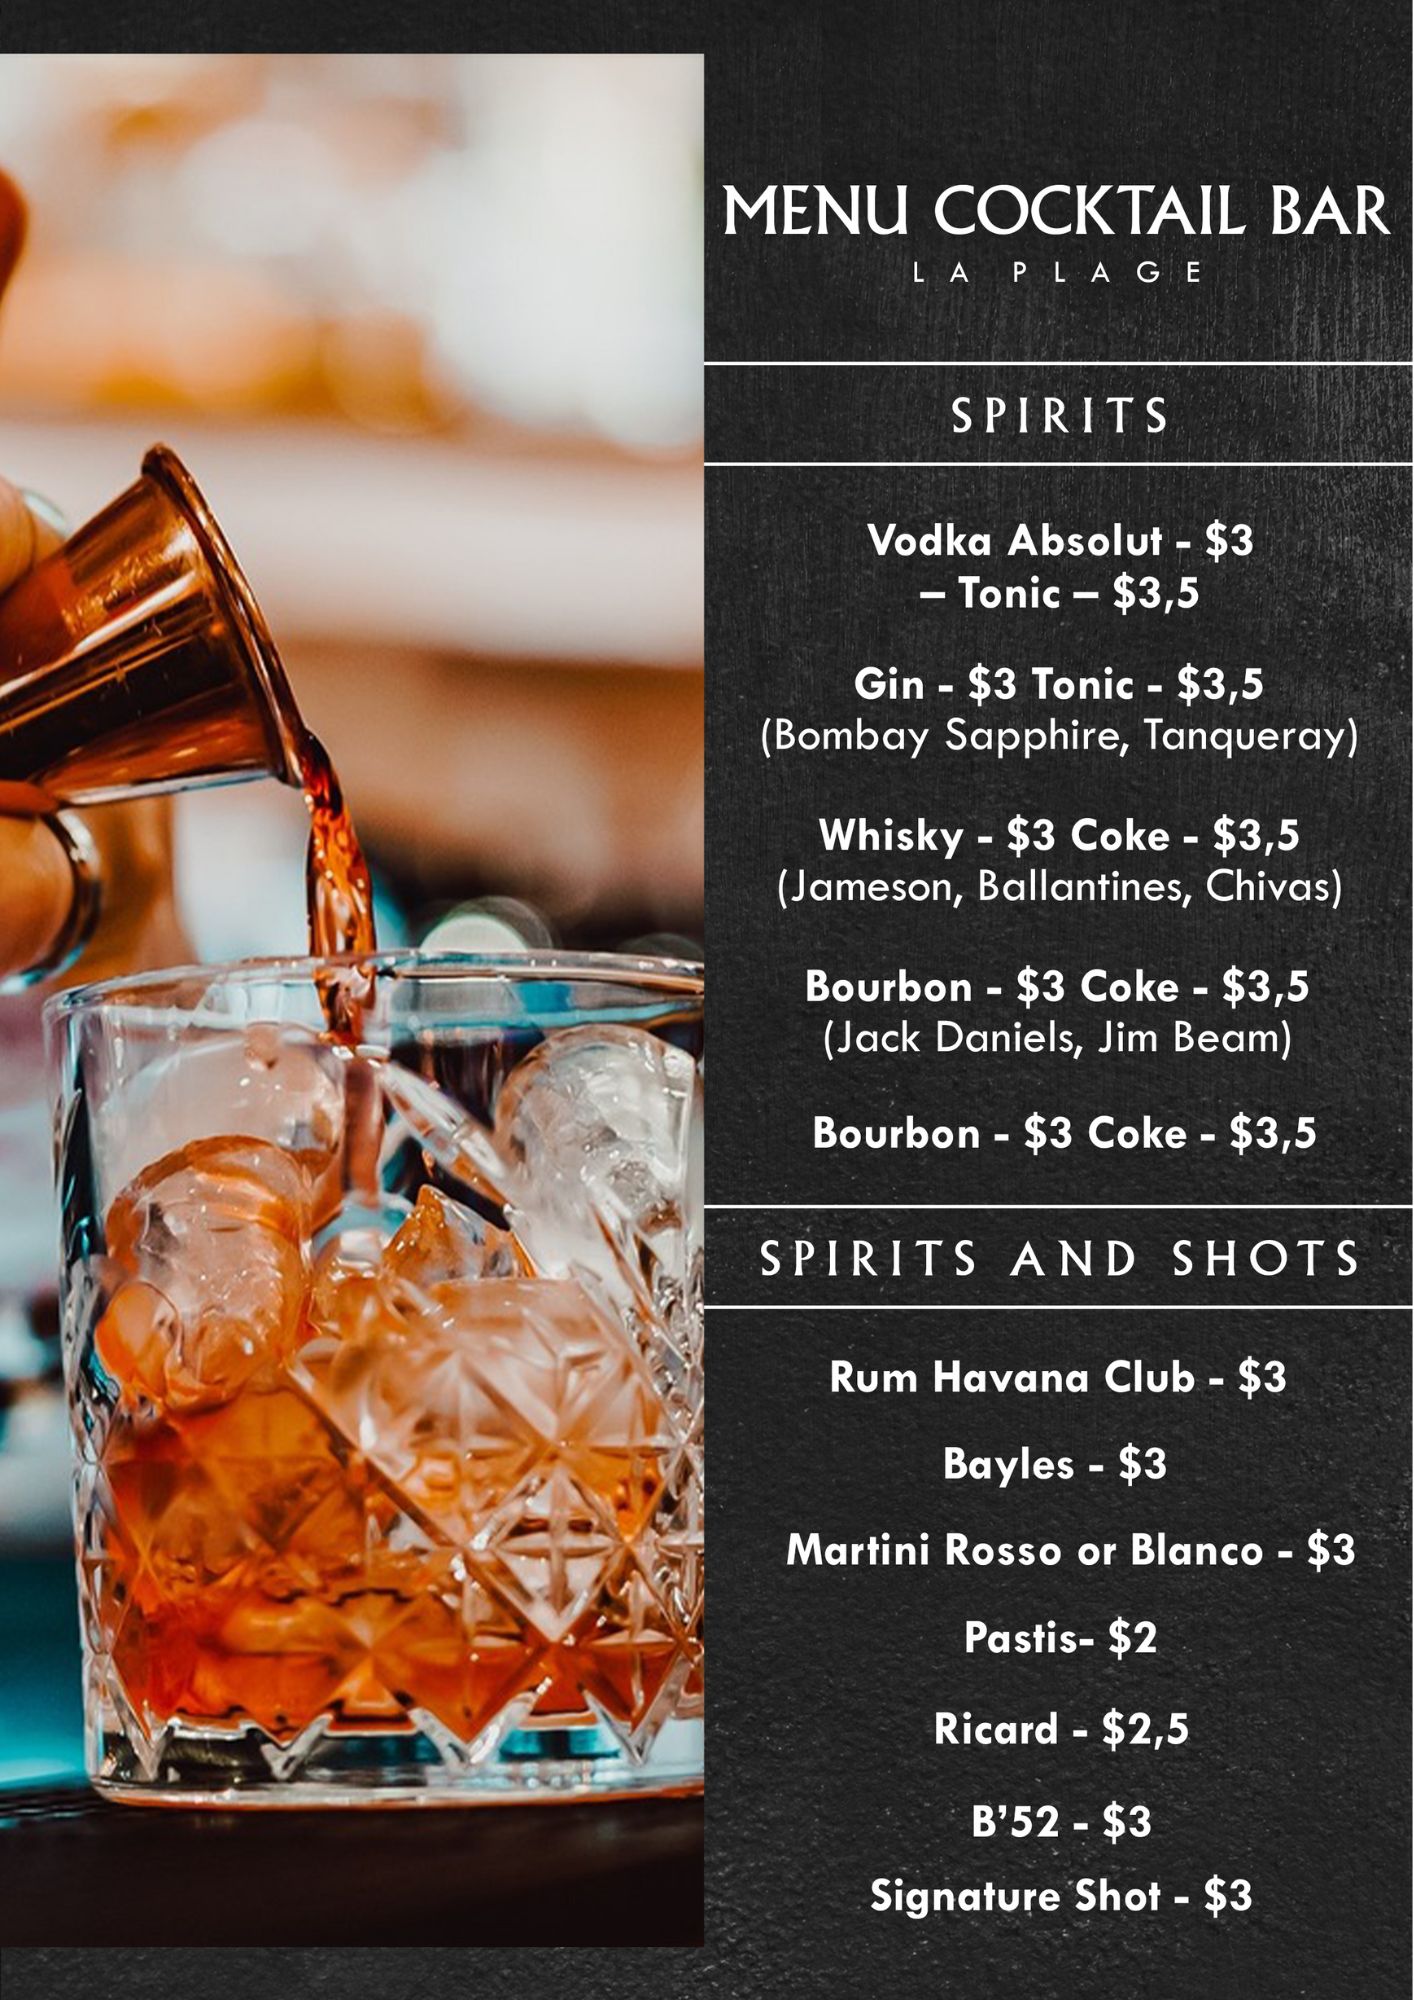 MENU COCKTAIL BAR
LA PLAGE
SPIRITS
Vodka Absolut - $3
– Tonic – $3,5
Gin - $3 Tonic - $3,5
(Bombay Sapphire, Tanqueray)
Whisky - $3 Coke - $3,5
(Jameson, Ballantines, Chivas)
Bourbon - $3 Coke - $3,5
(Jack Daniels, Jim Beam)
Bourbon - $3 Coke - $3,5
SPIRITS AND SHOTS
Rum Havana Club - $3
Bayles - $3
Martini Rosso or Blanco - $3
Pastis- $2
Ricard - $2,5
B’52 - $3
Signature Shot - $3